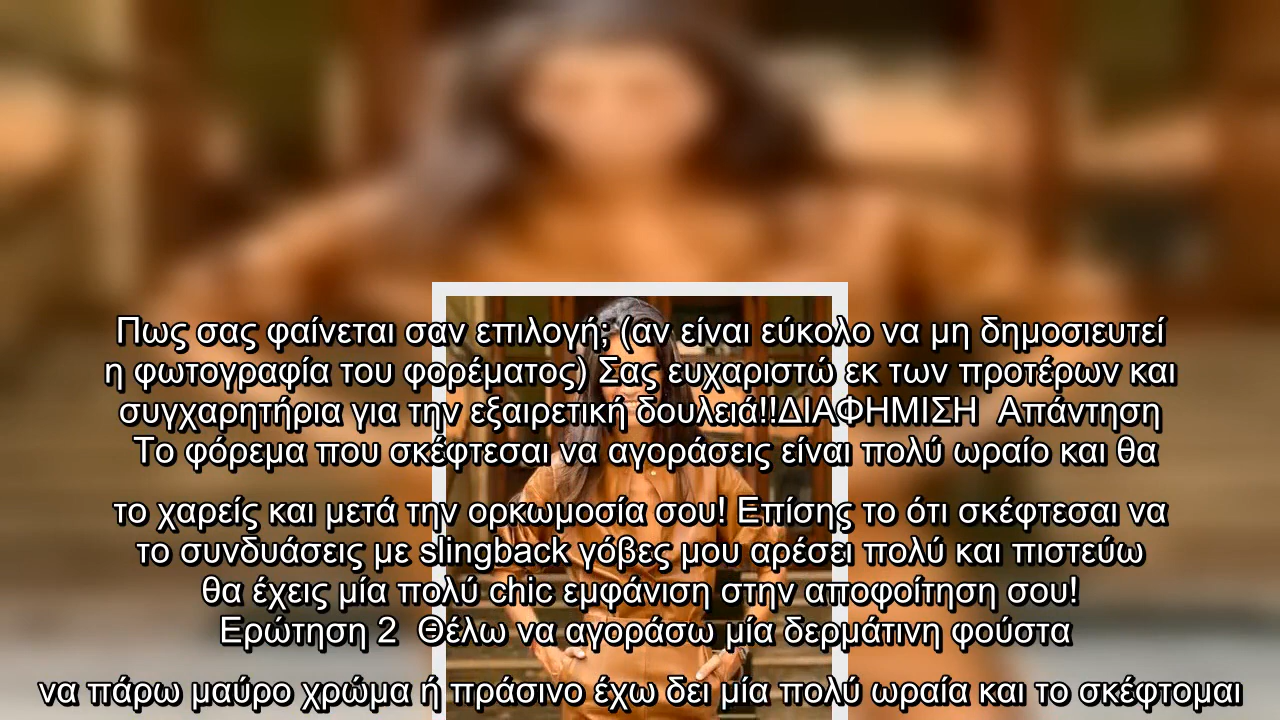 Πως σας φαίνεται σαν επιλογή; (αν είναι εύκολο να μη δημοσιευτεί
η φωτογραφία του φορέματος) Σας ευχαριστώ εκ των προτέρων και
συγχαρητήρια για την εξαιρετική δουλειά!!ΔΙΑΦΗΜΙΣΗ  Απάντηση
Το φόρεμα που σκέφτεσαι να αγοράσεις είναι πολύ ωραίο και θα
το χαρείς και μετά την ορκωμοσία σου! Επίσης το ότι σκέφτεσαι να
το συνδυάσεις με slingback γόβες μου αρέσει πολύ και πιστεύω
θα έχεις μία πολύ chic εμφάνιση στην αποφοίτηση σου!
Ερώτηση 2  Θέλω να αγοράσω μία δερμάτινη φούστα
να πάρω μαύρο χρώμα ή πράσινο έχω δει μία πολύ ωραία και το σκέφτομαι